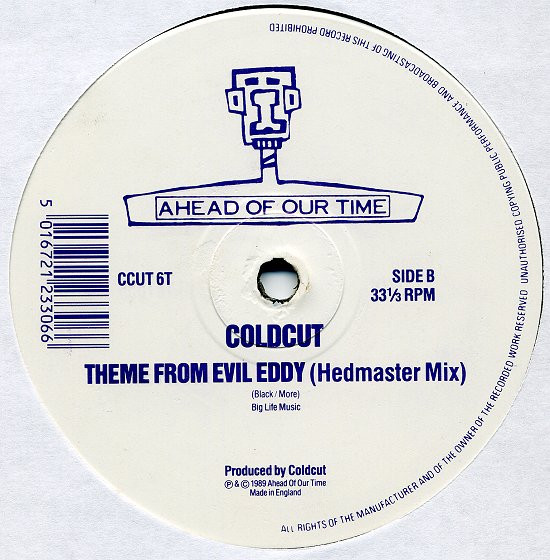 AHEAD OF OUR TIME
5 016721 233066
CCUT 6T
SIDE B
33⅓ RPM
COLDCUT
THEME FROM EVIL EDDY (Hedmaster Mix)
(Black / More)
Big Life Music
Produced by Coldcut
℗ & © 1989 Ahead Of Our Time
Made in England
ALL RIGHTS OF THE MANUFACTURER AND OF THE OWNER OF THE RECORDED WORK RESERVED UNAUTHORISED COPYING PUBLIC PERFORMANCE AND BROADCASTING OF THIS RECORD PROHIBITED